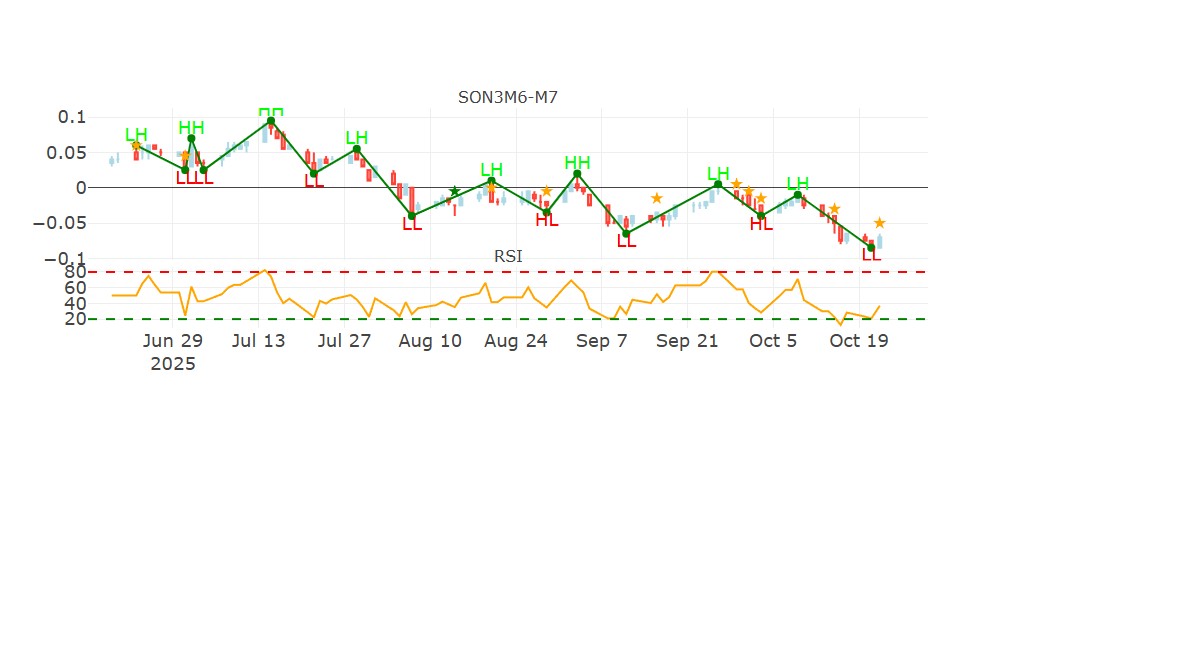 SON3M6-M7
0.1
0.05
0
−0.05
−0.1
LH
HH
LL
LL
HH
LL
LH
LL
LH
HL
HH
LL
LH
HL
LH
LL
RSI
80
60
40
20
Jun 29
2025
Jul 13
Jul 27
Aug 10
Aug 24
Sep 7
Sep 21
Oct 5
Oct 19